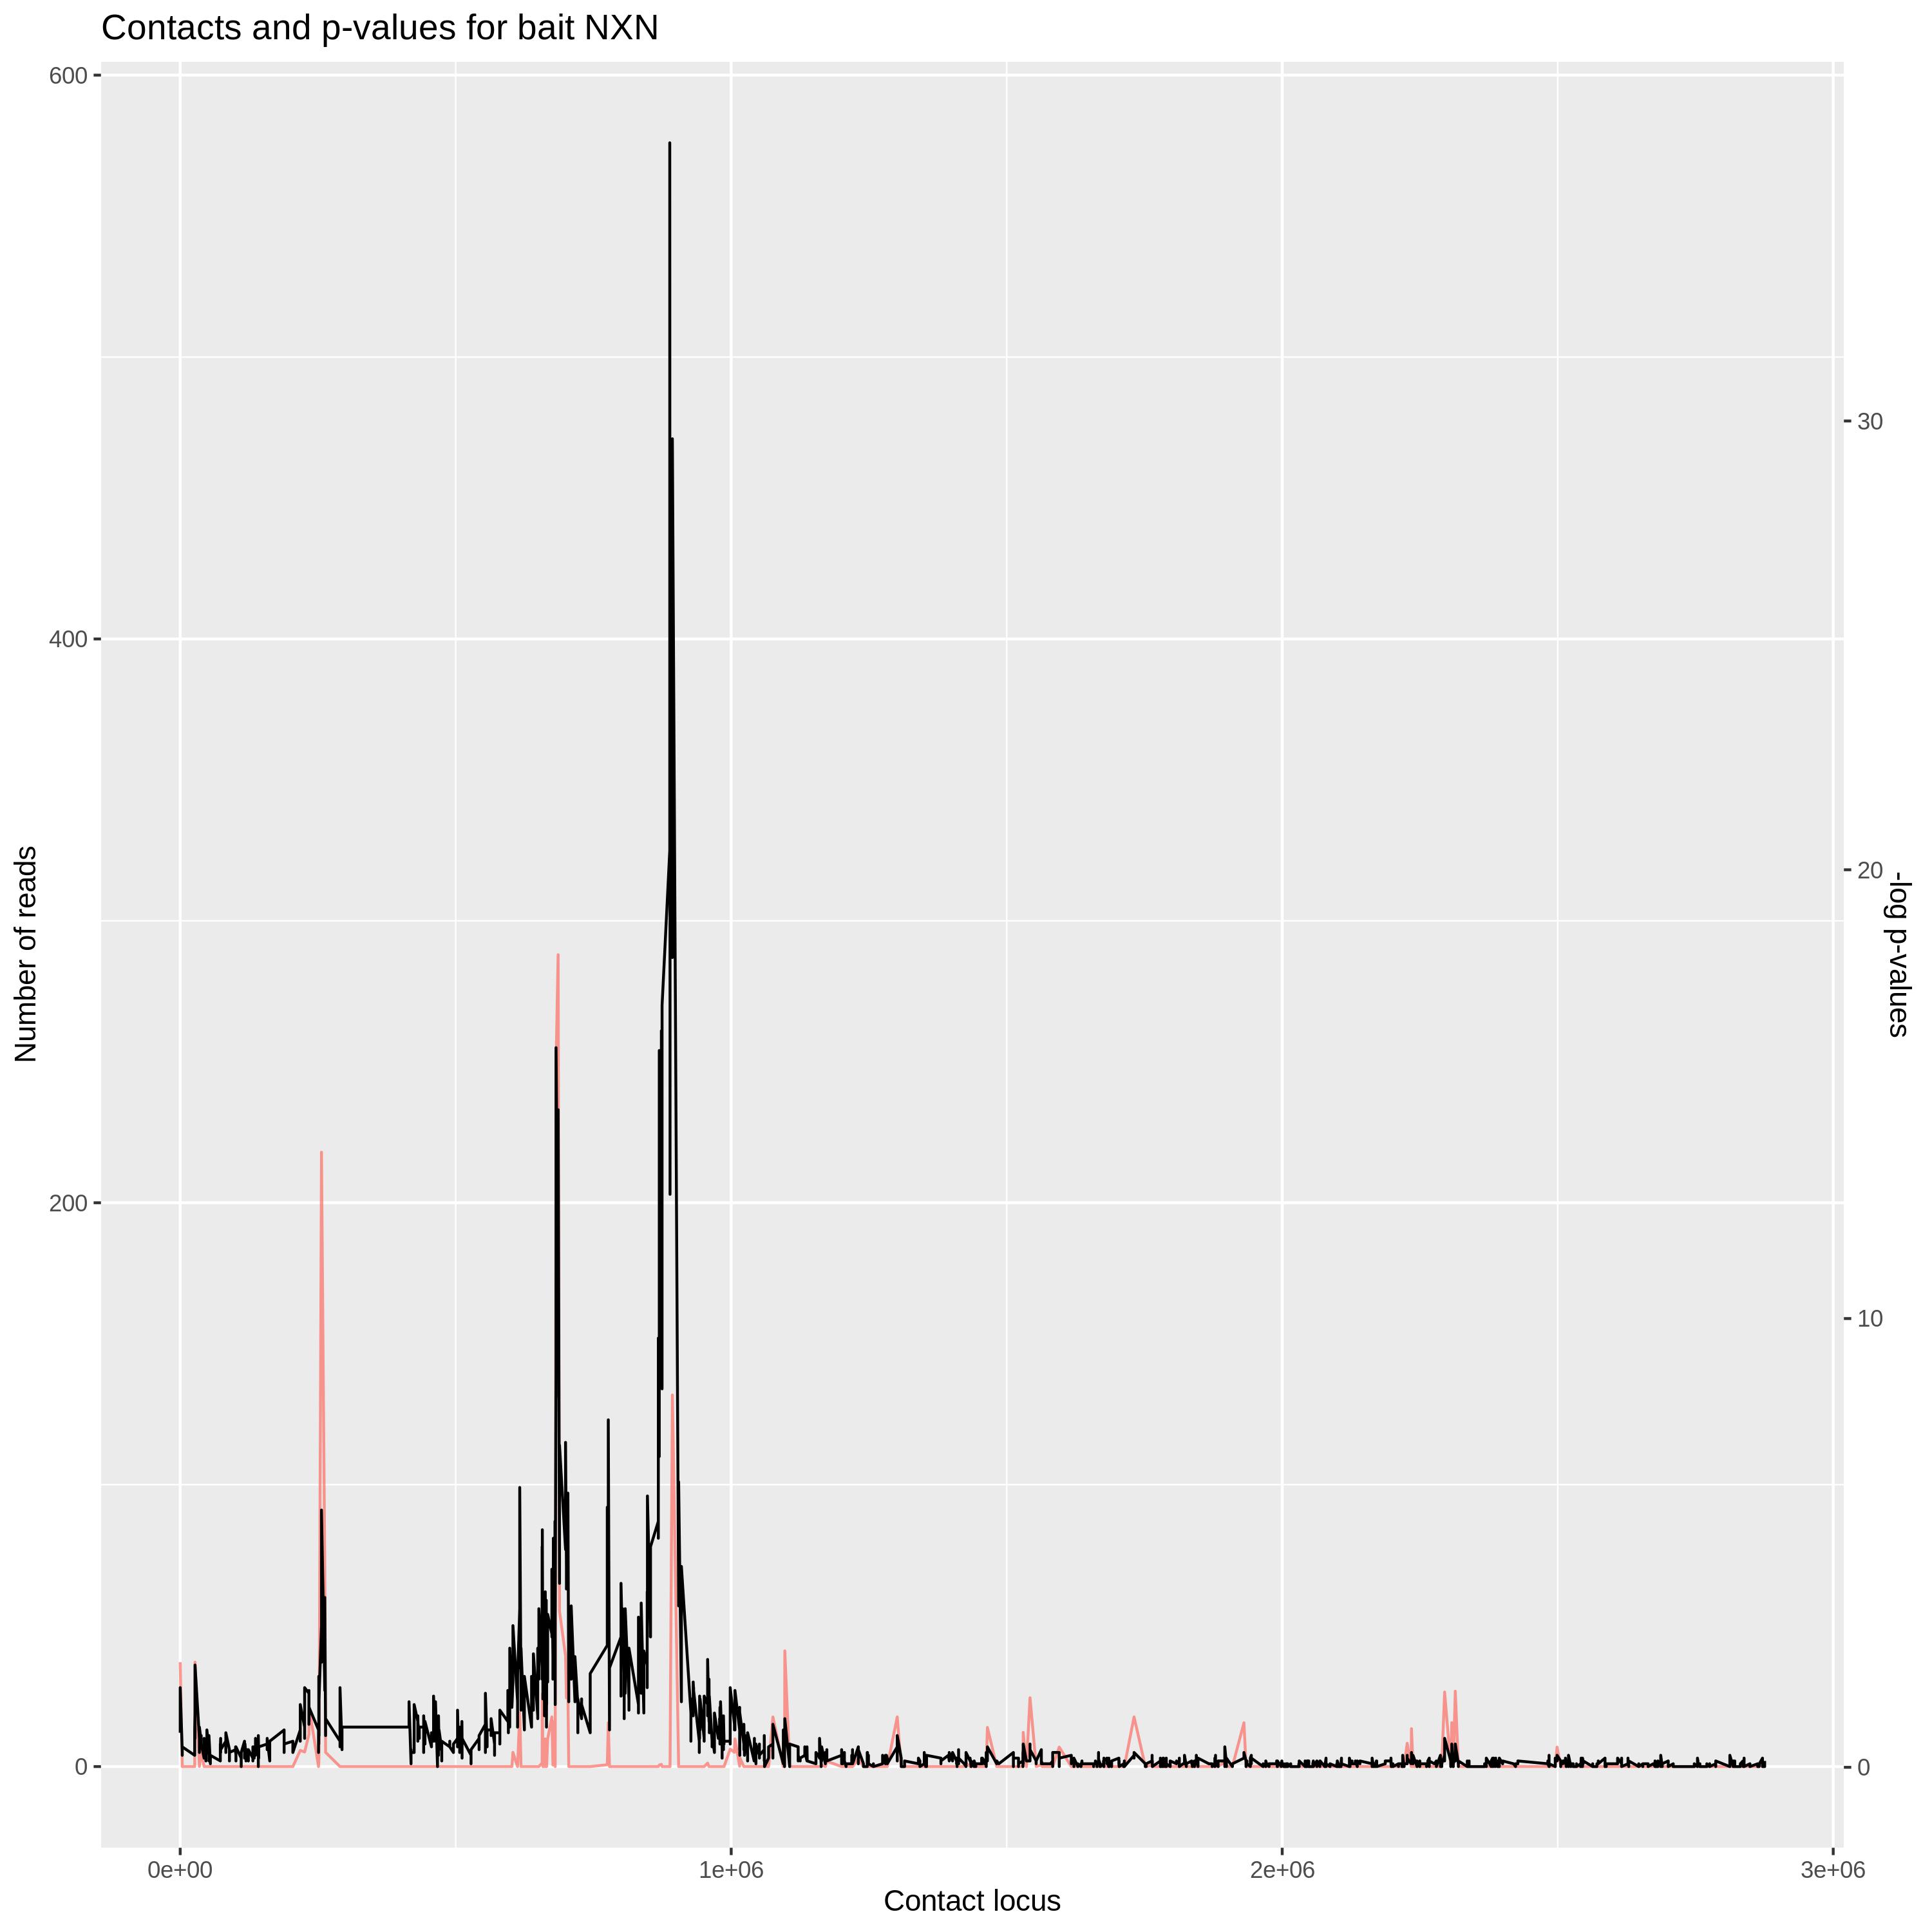 Contacts and p-values for bait NXN
600
400
200
0
Number of reads
30
20
10
0
-log p-values
0e+00 1e+06 2e+06 3e+06
Contact locus